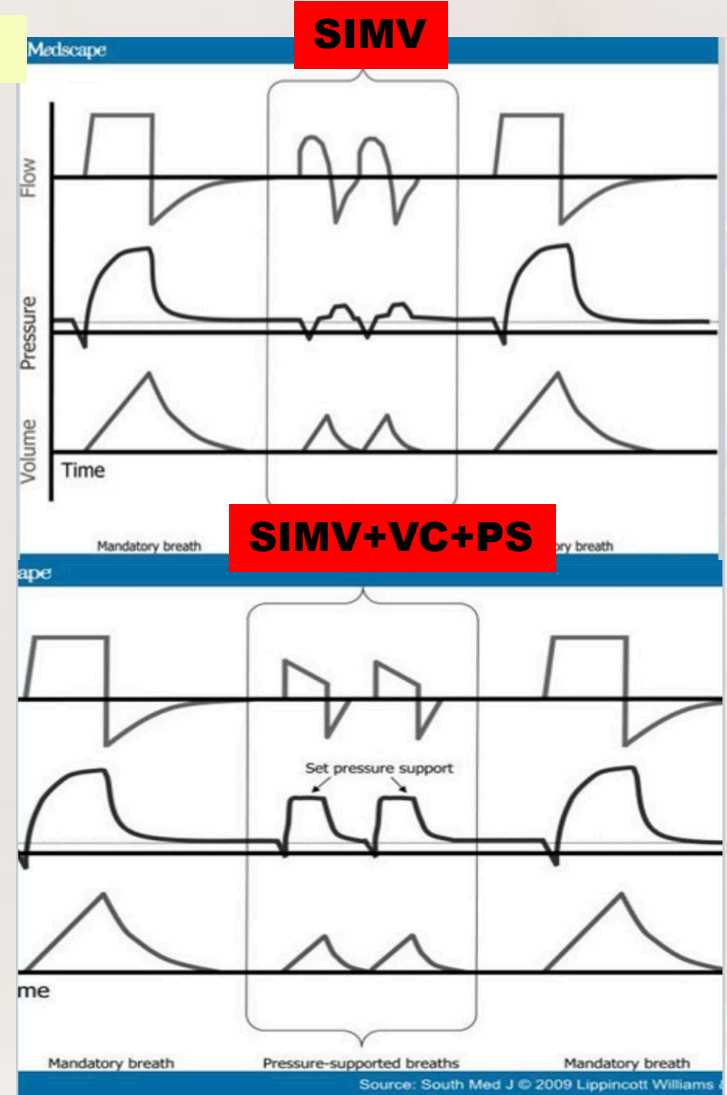 SIMV
Medscape
Flow
Pressure
Volume
Time
Mandatory breath
SIMV+VC+PS
ory breath
ape
Set pressure support
me
Mandatory breath
Pressure-supported breaths
Mandatory breath
Source: South Med J © 2009 Lippincott Williams